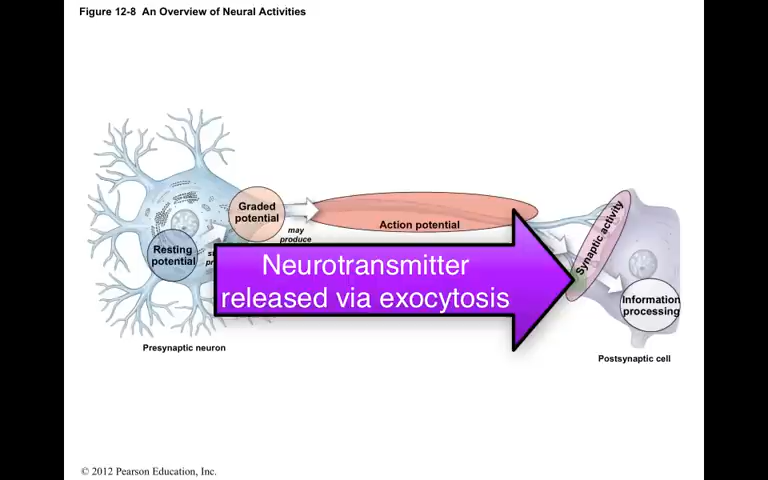 Figure 12-8 An Overview of Neural Activities
Graded
potential
may
produce
Action potential
Resting
potential
Synaptic activity
Neurotransmitter
released via exocytosis
Information
processing
Presynaptic neuron
Postsynaptic cell
© 2012 Pearson Education, Inc.